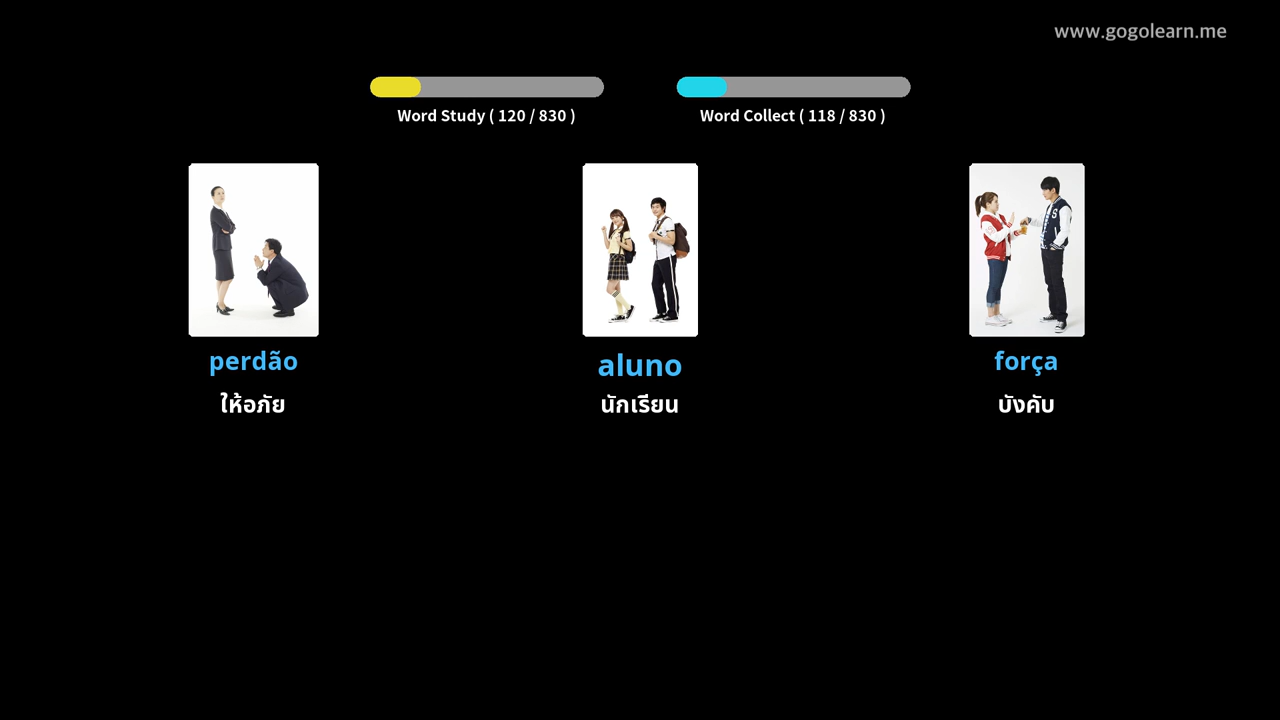 www.gogolearn.me
Word Study ( 120 / 830 )
Word Collect ( 118 / 830 )
perdão
aluno
força
ให้อภัย
นักเรียน
บังคับ